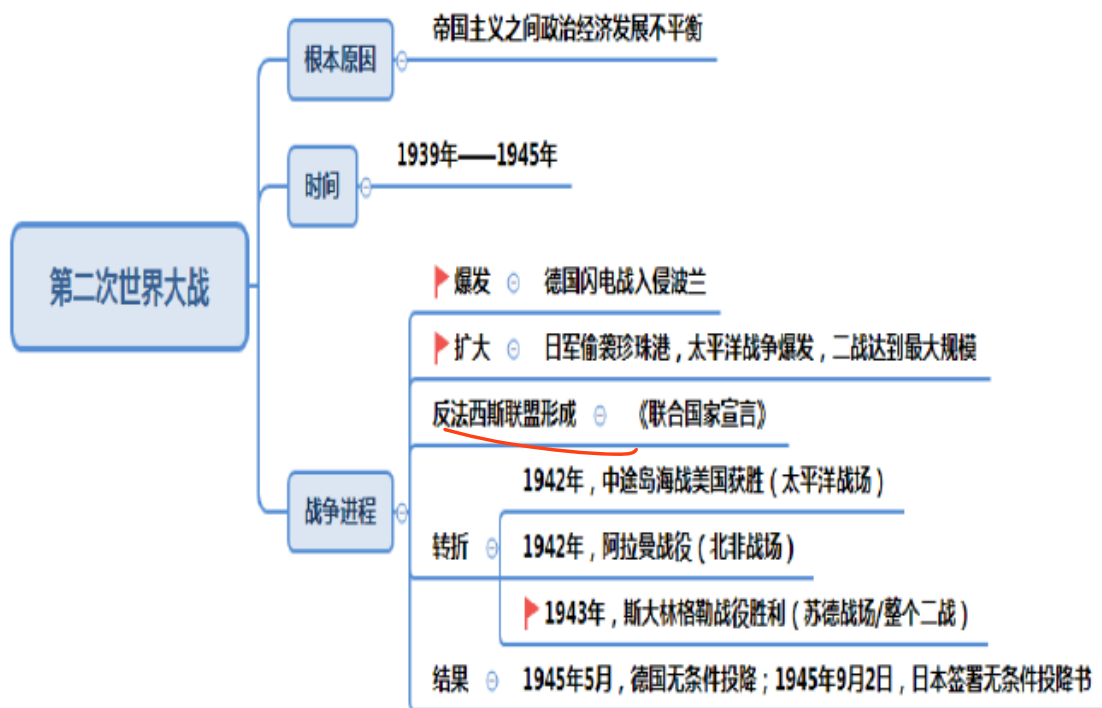 第二次世界大战
根本原因
帝国主义之间政治经济发展不平衡
时间
1939年——1945年
战争进程
爆发 德国闪电战入侵波兰
扩大 日军偷袭珍珠港，太平洋战争爆发，二战达到最大规模
反法西斯联盟形成 《联合国家宣言》
转折
1942年，中途岛海战美国获胜（太平洋战场）
1942年，阿拉曼战役（北非战场）
1943年，斯大林格勒战役胜利（苏德战场/整个二战）
结果 1945年5月，德国无条件投降；1945年9月2日，日本签署无条件投降书